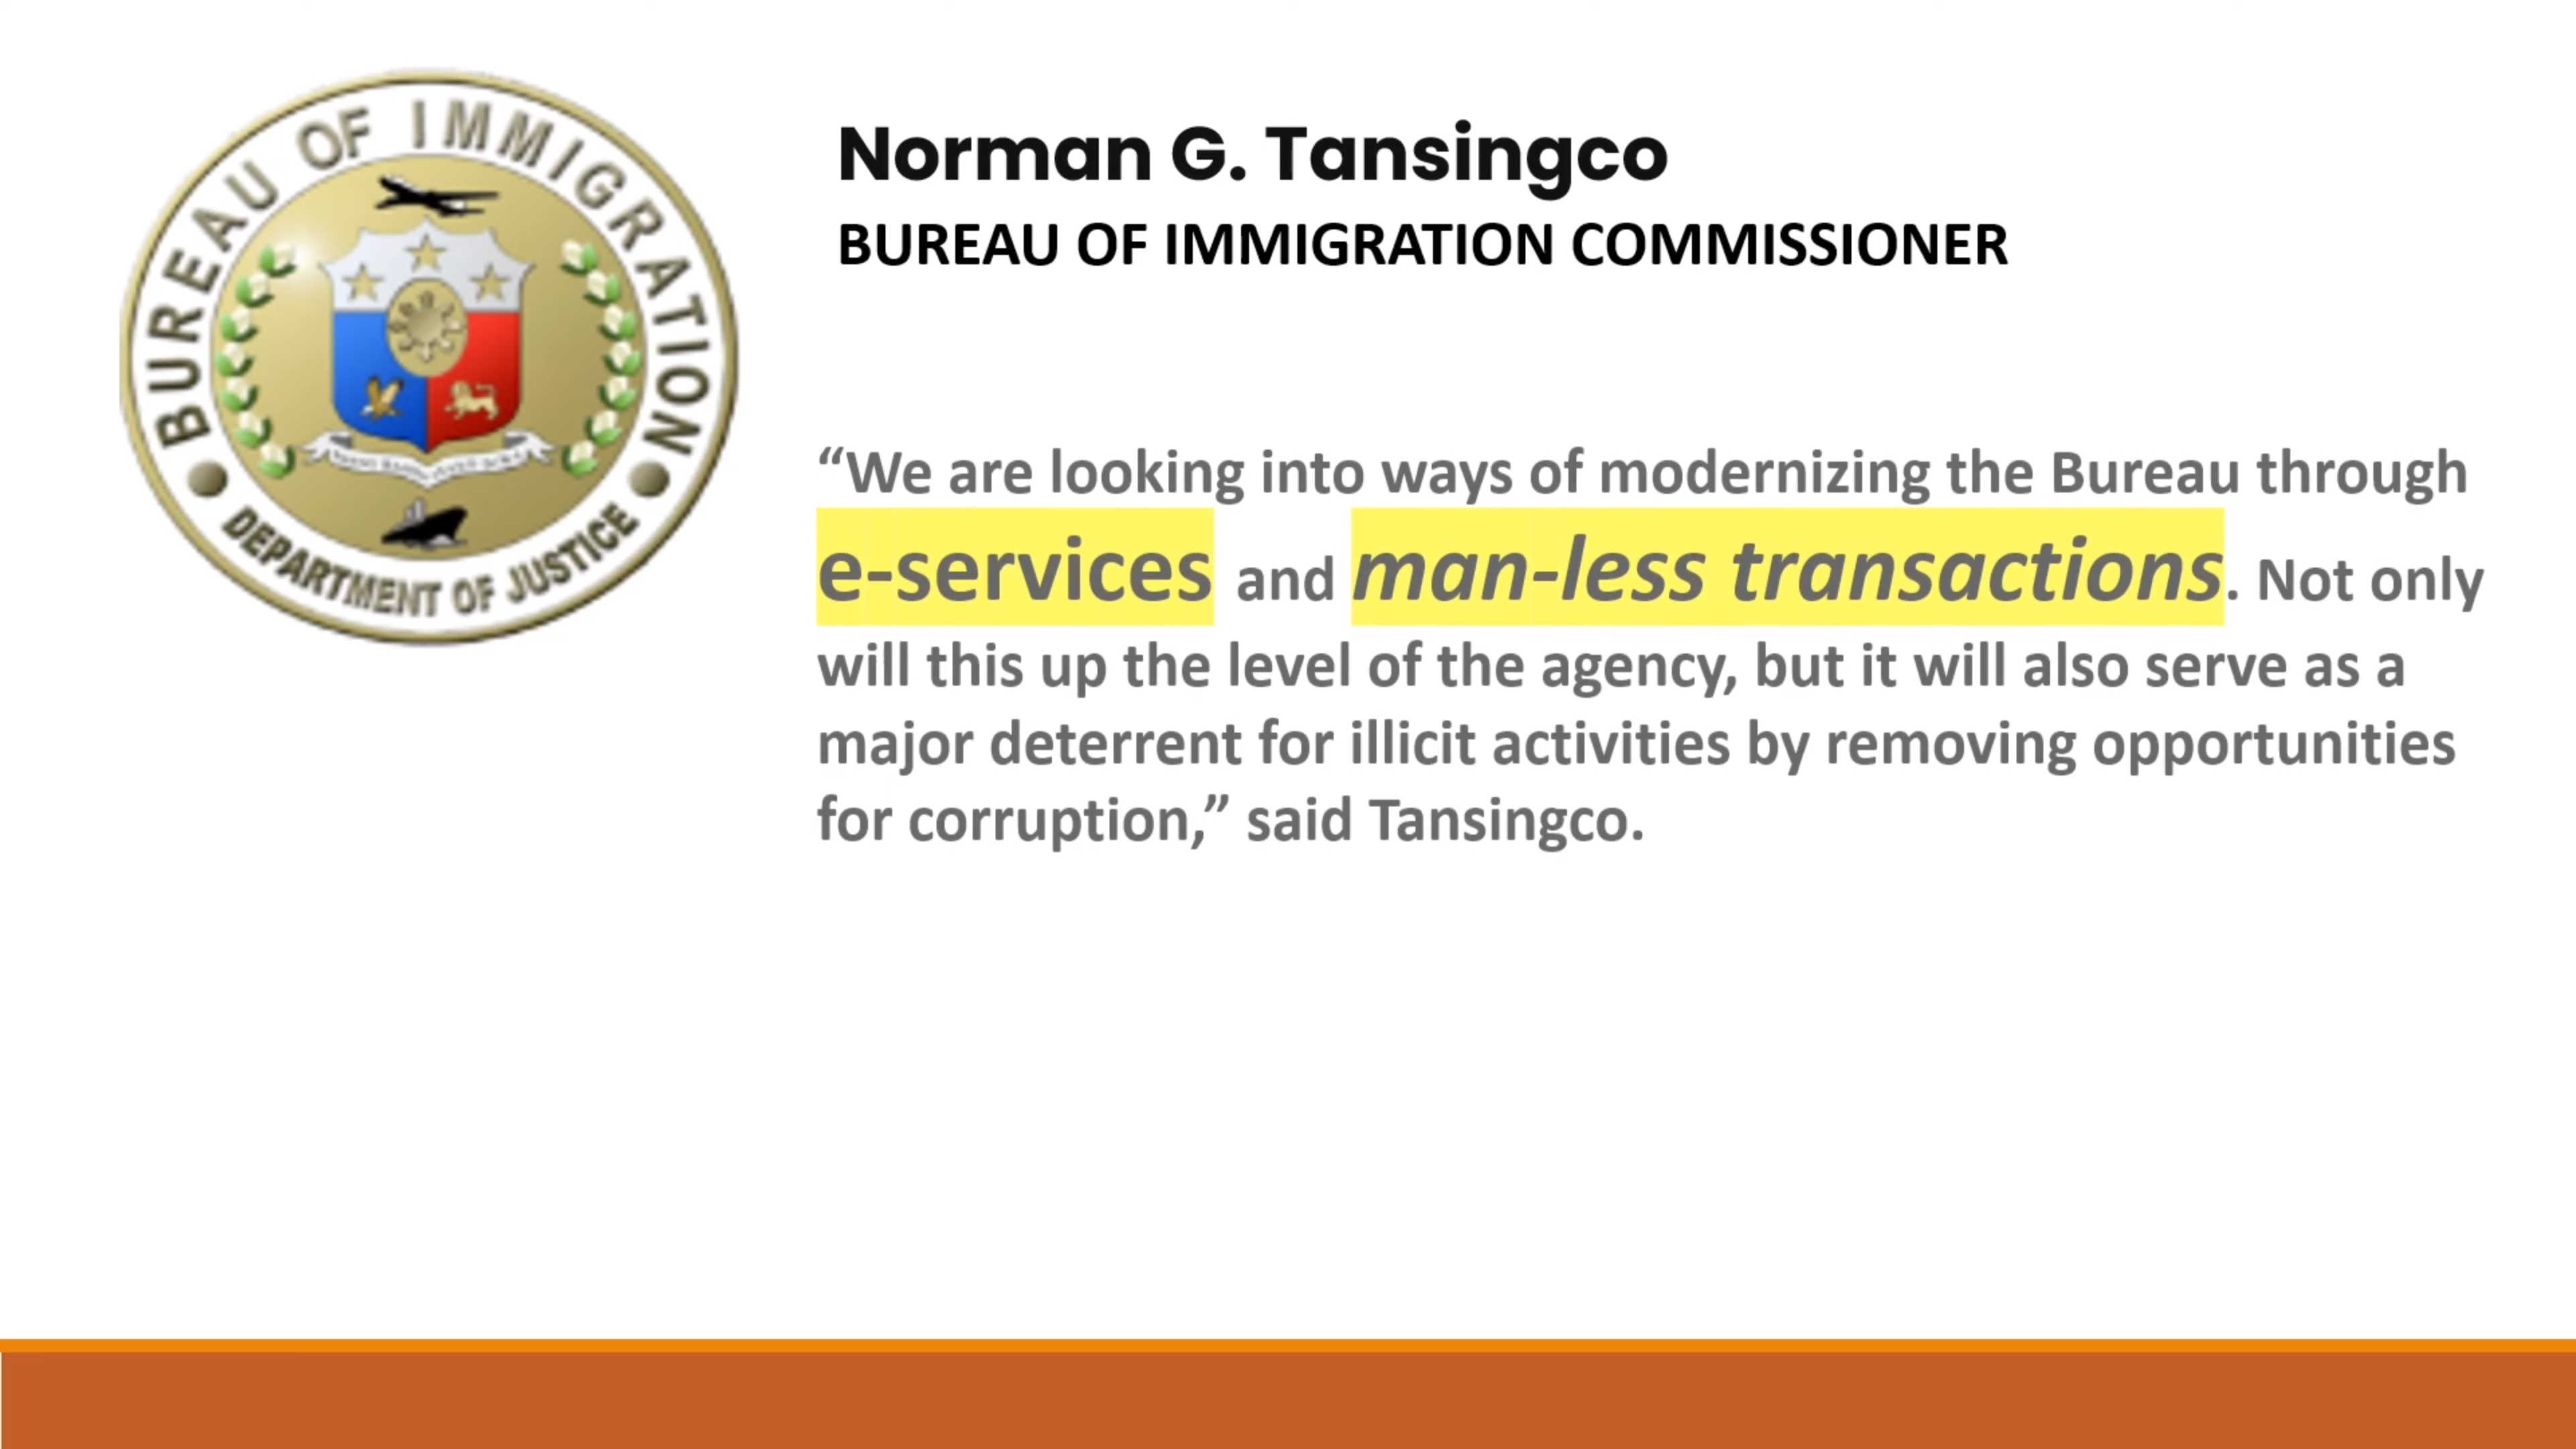 BUREAU OF IMMIGRATION
DEPARTMENT OF JUSTICE
Norman G. Tansingco
BUREAU OF IMMIGRATION COMMISSIONER
“We are looking into ways of modernizing the Bureau through
e-services and man-less transactions. Not only
will this up the level of the agency, but it will also serve as a
major deterrent for illicit activities by removing opportunities
for corruption,” said Tansingco.